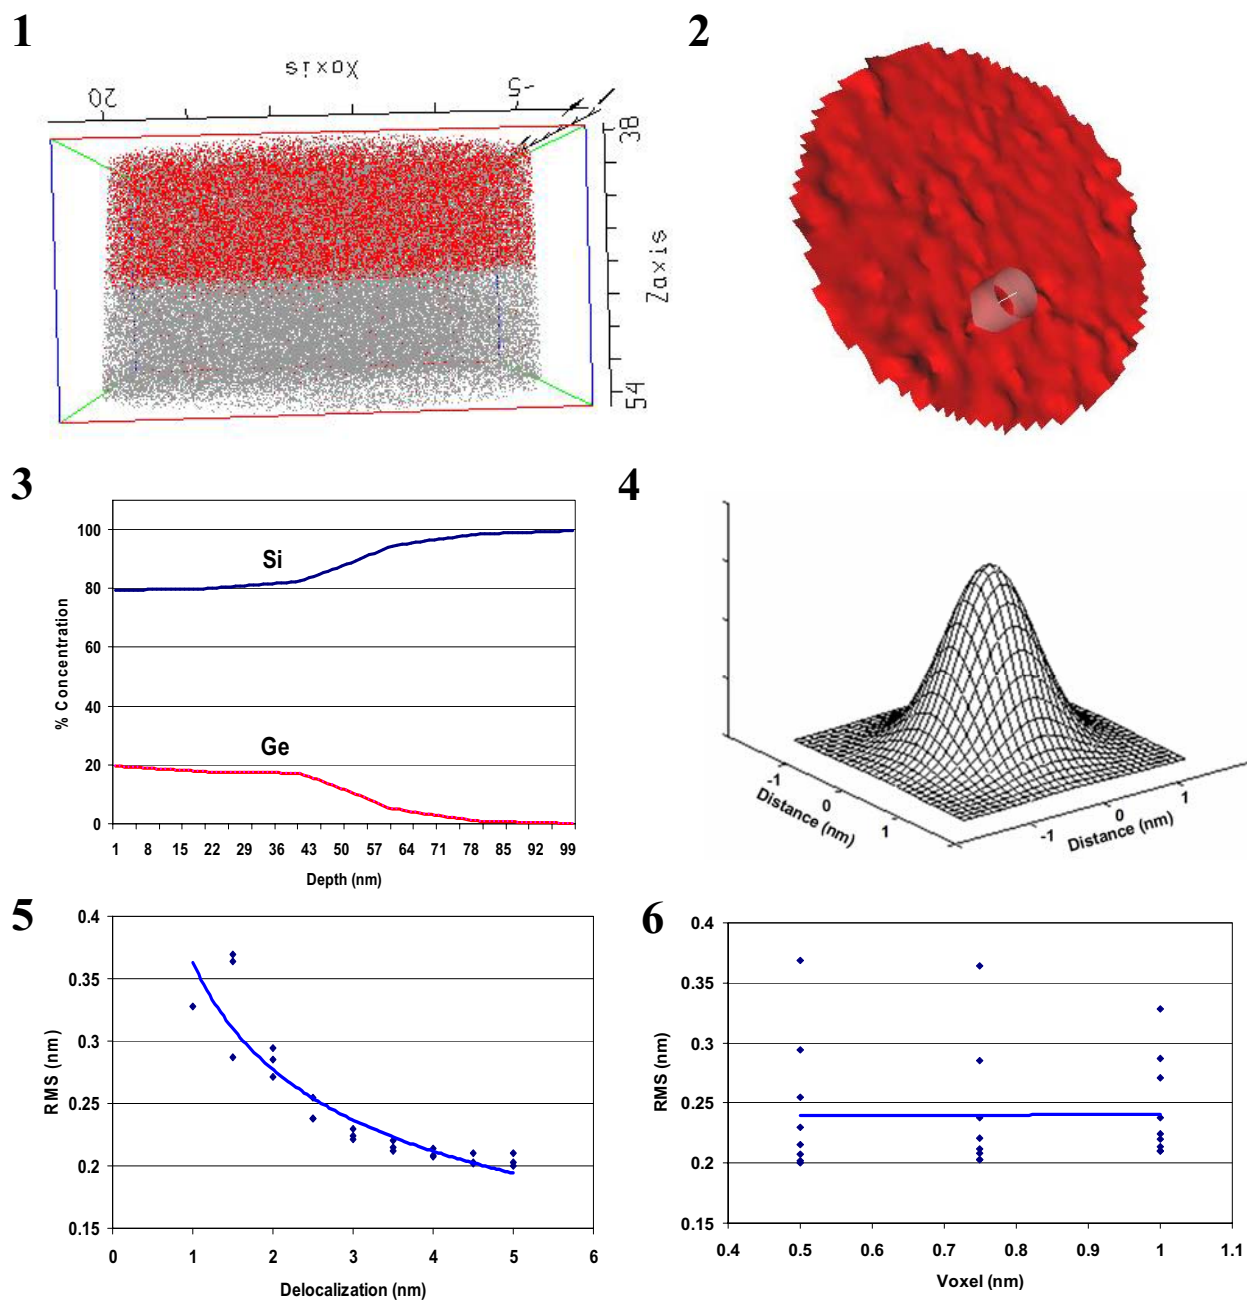 1
2
Xaxis
20
-5
38
Zaxis
54
3
4
100
80
60
40
20
0
% Concentration
Si
Ge
1 8 15 22 29 36 43 50 57 64 71 78 85 92 99
Depth (nm)
-1
0
1
Distance (nm)
-1
0
1
Distance (nm)
5
6
0.4
0.35
0.3
0.25
0.2
0.15
RMS (nm)
0 1 2 3 4 5 6
Delocalization (nm)
0.4
0.35
0.3
0.25
0.2
0.15
RMS (nm)
0.4 0.5 0.6 0.7 0.8 0.9 1 1.1
Voxel (nm)